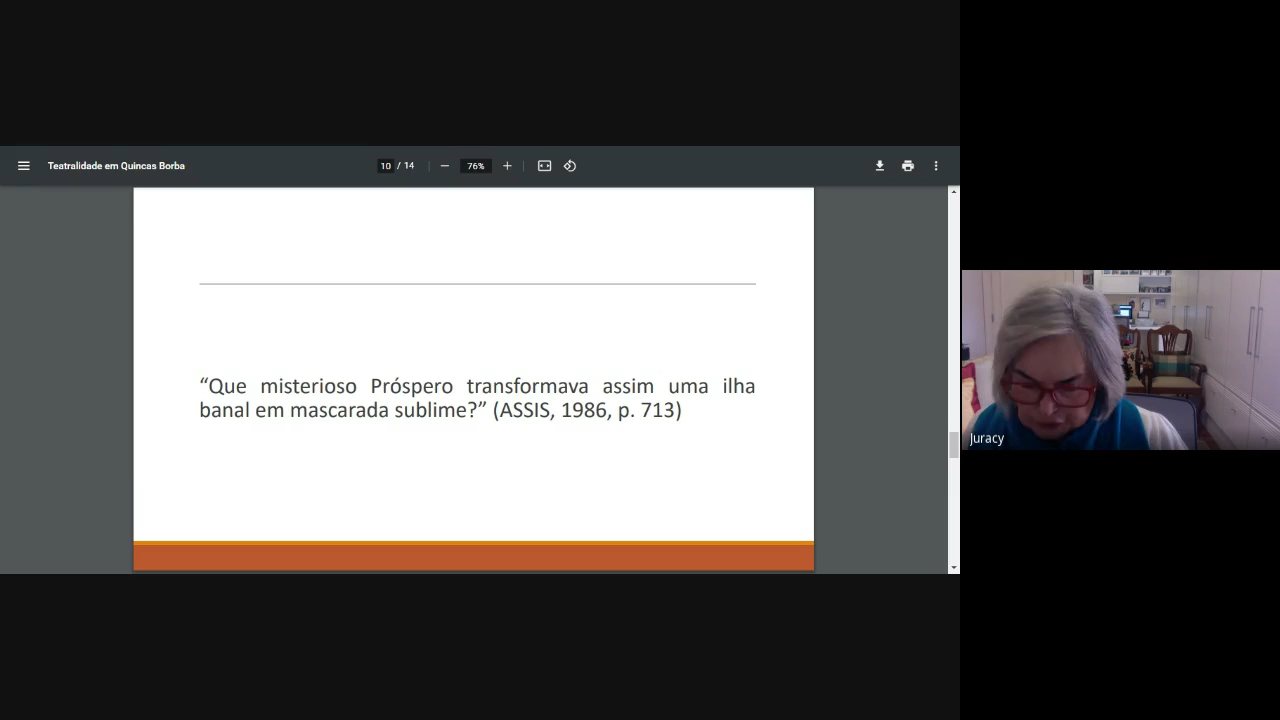 Teatralidade em Quincas Borba
10 / 14
76%
“Que misterioso Próspero transformava assim uma ilha
banal em mascarada sublime?” (ASSIS, 1986, p. 713)
Juracy